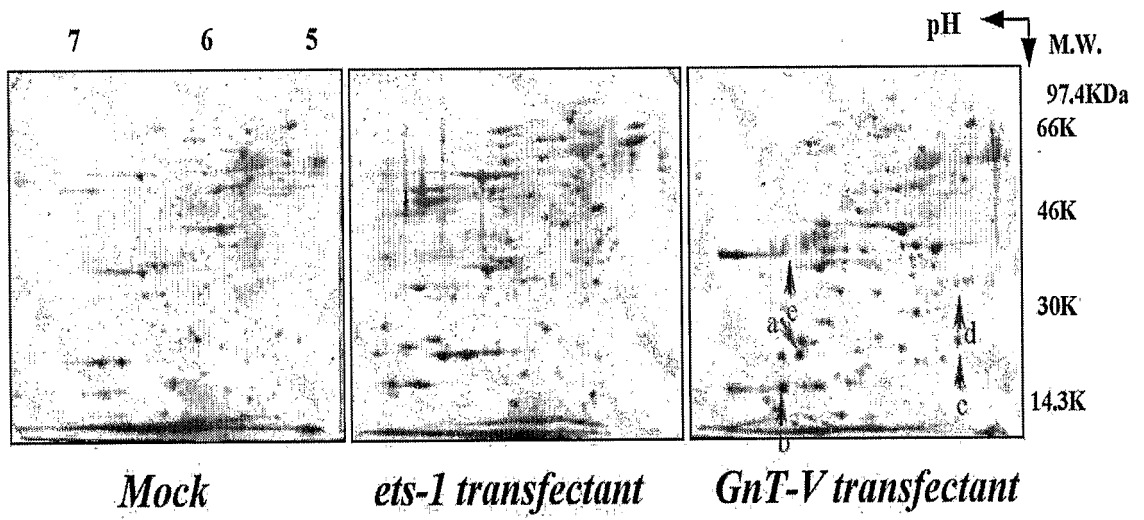 7 6 5 pH M.W.
97.4KDa
66K
46K
30K
14.3K
a e
d
c
b
Mock ets-1 transfectant GnT-V transfectant